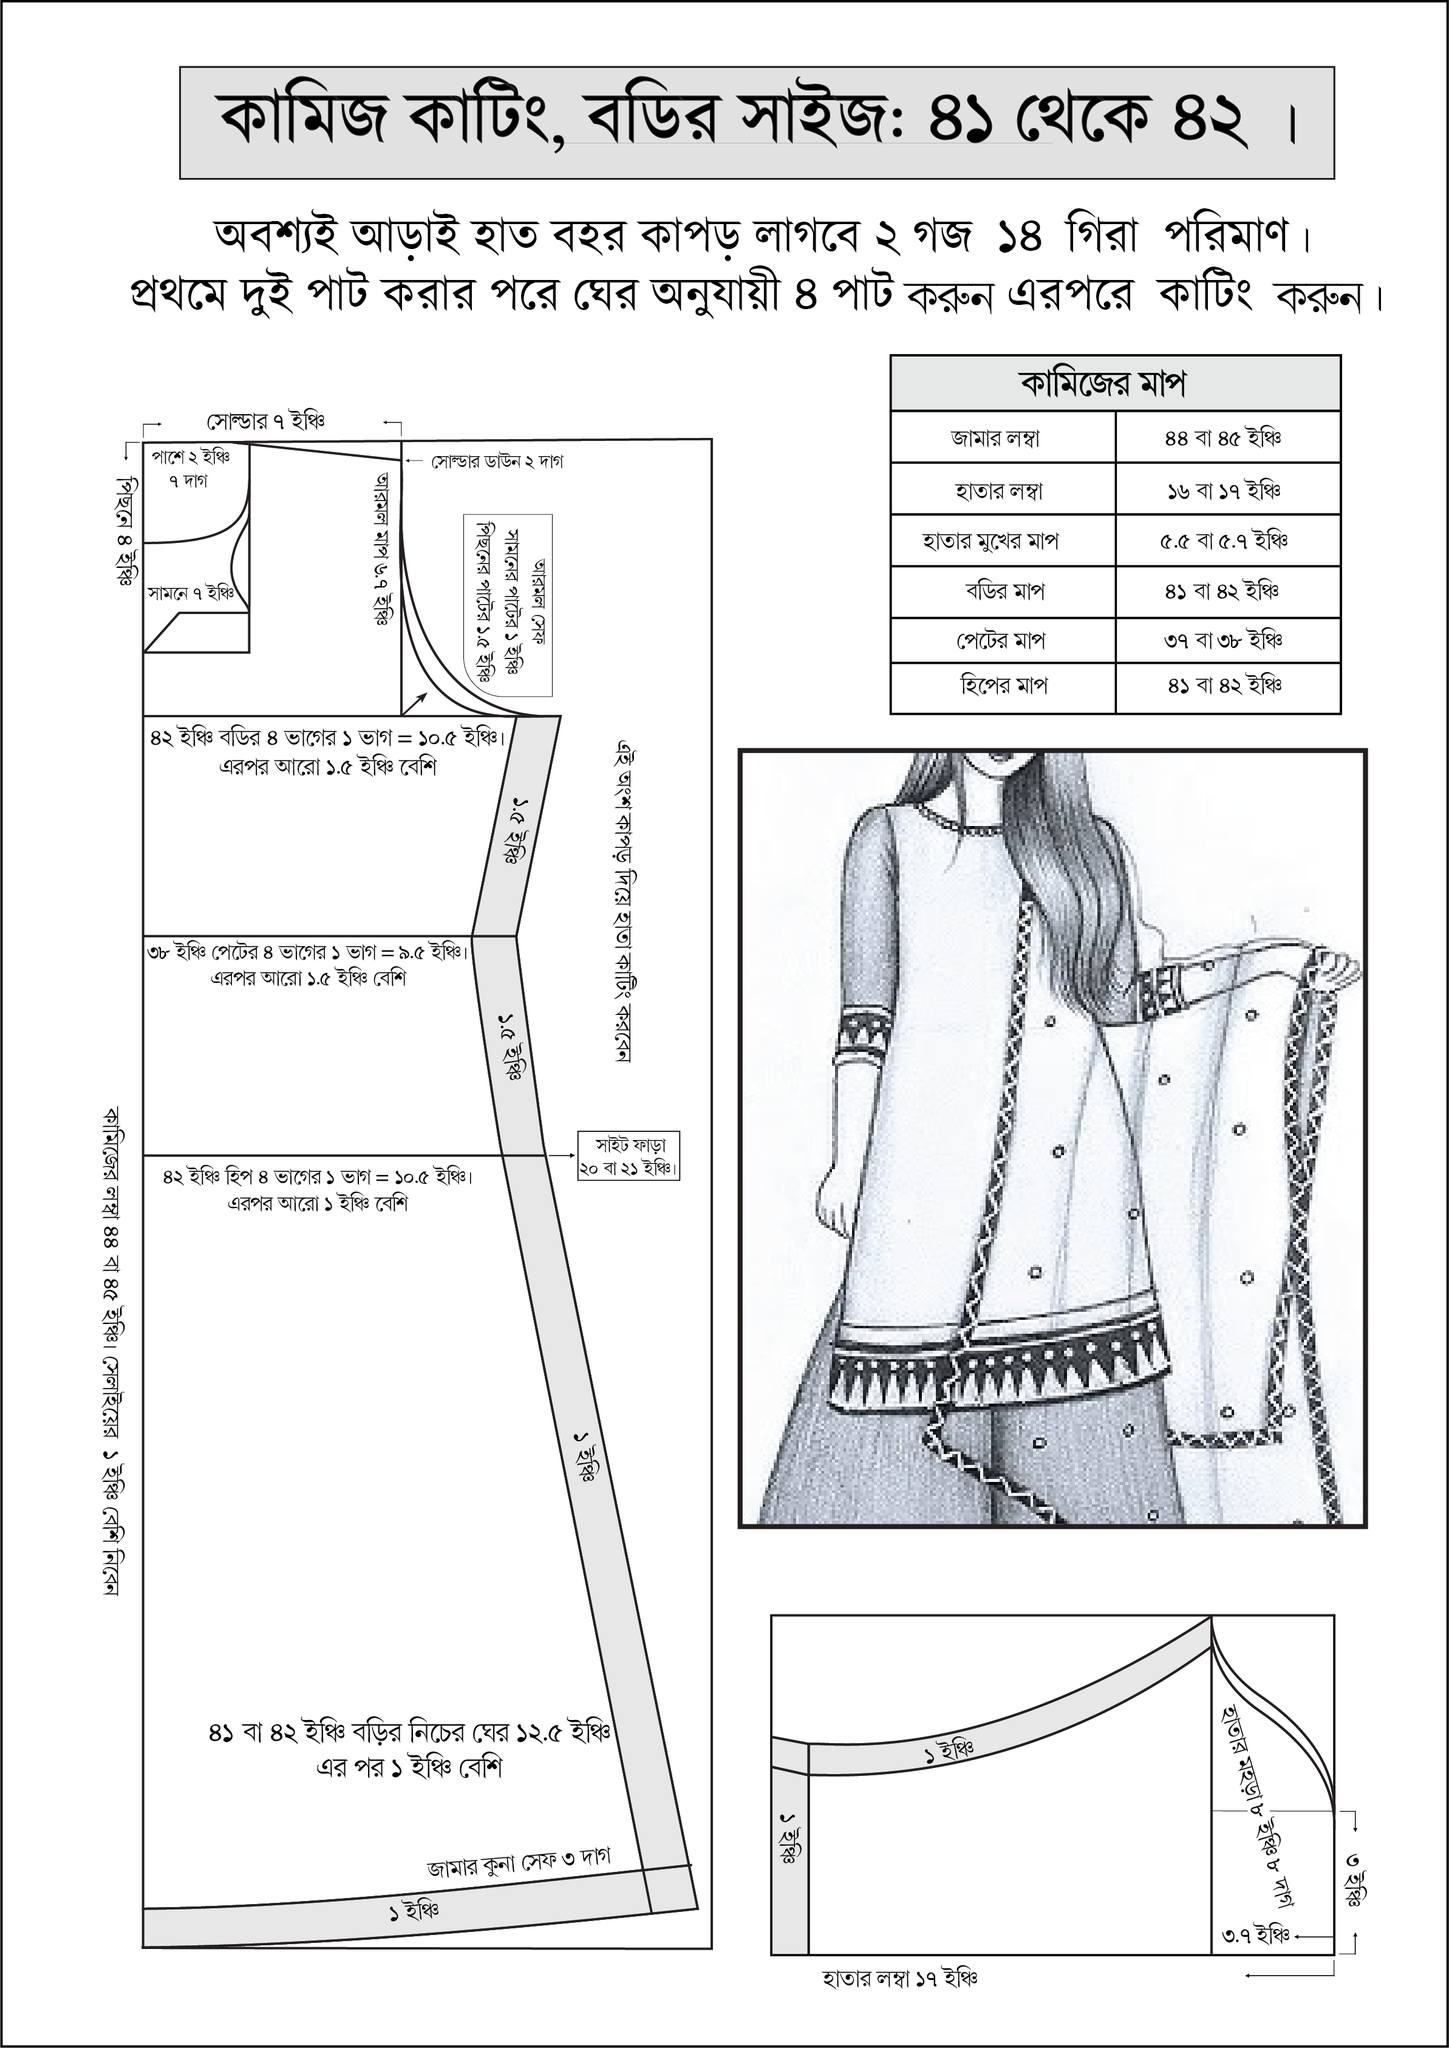 কামিজ কাটিং, বডির সাইজ: ৪১ থেকে ৪২ ।
অবশ্যই আড়াই হাত বহর কাপড় লাগবে ২ গজ ১৪ গিরা পরিমাণ।
প্রথমে দুই পাট করার পরে ঘের অনুযায়ী ৪ পাট করুন এরপরে কাটিং করুন।
সোল্ডার ৭ ইঞ্চি
পাশে ২ ইঞ্চি
৭ দাগ
সোল্ডার ডাউন ২ দাগ
পিছনে ৪ ইঞ্চি
আরমল মাপ ৬.৭ ইঞ্চি
সামনে ৭ ইঞ্চি
আরমল সেফ
সামনের পার্টের ১ ইঞ্চি
পিছনের পার্টের ১.৫ ইঞ্চি
৪২ ইঞ্চি বডির ৪ ভাগের ১ ভাগ = ১০.৫ ইঞ্চি।
এরপর আরো ১.৫ ইঞ্চি বেশি
১.৫ ইঞ্চি
এই অংশ কাপড় দিয়ে হাতা কাটিং করবেন
৩৮ ইঞ্চি পেটের ৪ ভাগের ১ ভাগ = ৯.৫ ইঞ্চি।
এরপর আরো ১.৫ ইঞ্চি বেশি
১.৫ ইঞ্চি
সাইট ফাড়া
২০ বা ২১ ইঞ্চি।
৪২ ইঞ্চি হিপ ৪ ভাগের ১ ভাগ = ১০.৫ ইঞ্চি।
এরপর আরো ১ ইঞ্চি বেশি
কামিজের লম্বা ৪৪ বা ৪৫ ইঞ্চি। সেলাইয়ের ১ ইঞ্চি বেশি নিবেন
১ ইঞ্চি
৪১ বা ৪২ ইঞ্চি বড়ির নিচের ঘের ১২.৫ ইঞ্চি
এর পর ১ ইঞ্চি বেশি
জামার কুনা সেফ ৩ দাগ
১ ইঞ্চি
কামিজের মাপ
জামার লম্বা ৪৪ বা ৪৫ ইঞ্চি
হাতার লম্বা ১৬ বা ১৭ ইঞ্চি
হাতার মুখের মাপ ৫.৫ বা ৫.৭ ইঞ্চি
বডির মাপ ৪১ বা ৪২ ইঞ্চি
পেটের মাপ ৩৭ বা ৩৮ ইঞ্চি
হিপের মাপ ৪১ বা ৪২ ইঞ্চি
১ ইঞ্চি
১ ইঞ্চি
হাতার মহড়া ৮ ইঞ্চি ৮ দাগ
৩ ইঞ্চি
৩.৭ ইঞ্চি
হাতার লম্বা ১৭ ইঞ্চি